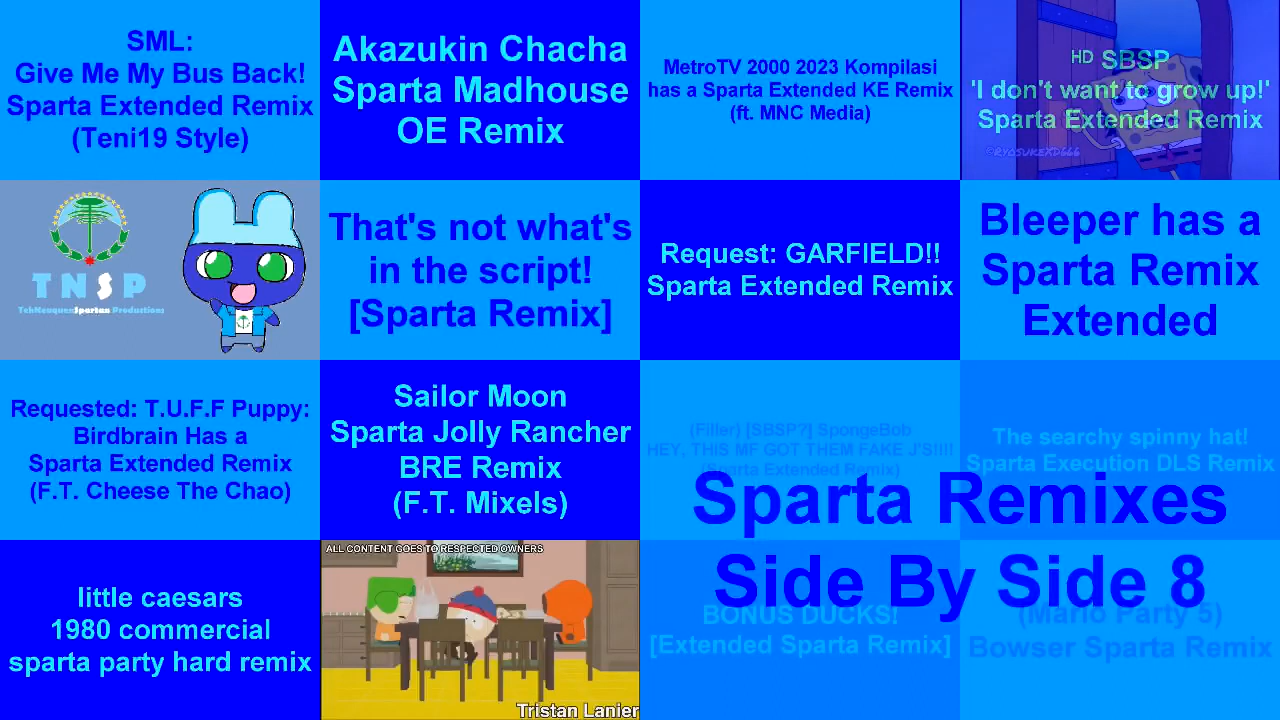 SML:
Give Me My Bus Back!
Sparta Extended Remix
(Teni19 Style)
Akazukin Chacha
Sparta Madhouse
OE Remix
MetroTV 2000 2023 Kompilasi
has a Sparta Extended KE Remix
(ft. MNC Media)
HD SBSP
'I don't want to grow up!'
Sparta Extended Remix
©RYOSUKEXD666
TNSP
TehNeuquenSpartan Productions
That's not what's
in the script!
[Sparta Remix]
Request: GARFIELD!!
Sparta Extended Remix
Bleeper has a
Sparta Remix
Extended
Requested: T.U.F.F Puppy:
Birdbrain Has a
Sparta Extended Remix
(F.T. Cheese The Chao)
Sailor Moon
Sparta Jolly Rancher
BRE Remix
(F.T. Mixels)
(Filler) [SBSP?] SpongeBob
HEY, THIS MF GOT THEM FAKE J'S!!!!
(Sparta Extended Remix)
The searchy spinny hat!
Sparta Execution DLS Remix
Sparta Remixes
Side By Side 8
little caesars
1980 commercial
sparta party hard remix
ALL CONTENT GOES TO RESPECTED OWNERS
Tristan Lanier
BONUS DUCKS!
[Extended Sparta Remix]
(Mario Party 5)
Bowser Sparta Remix